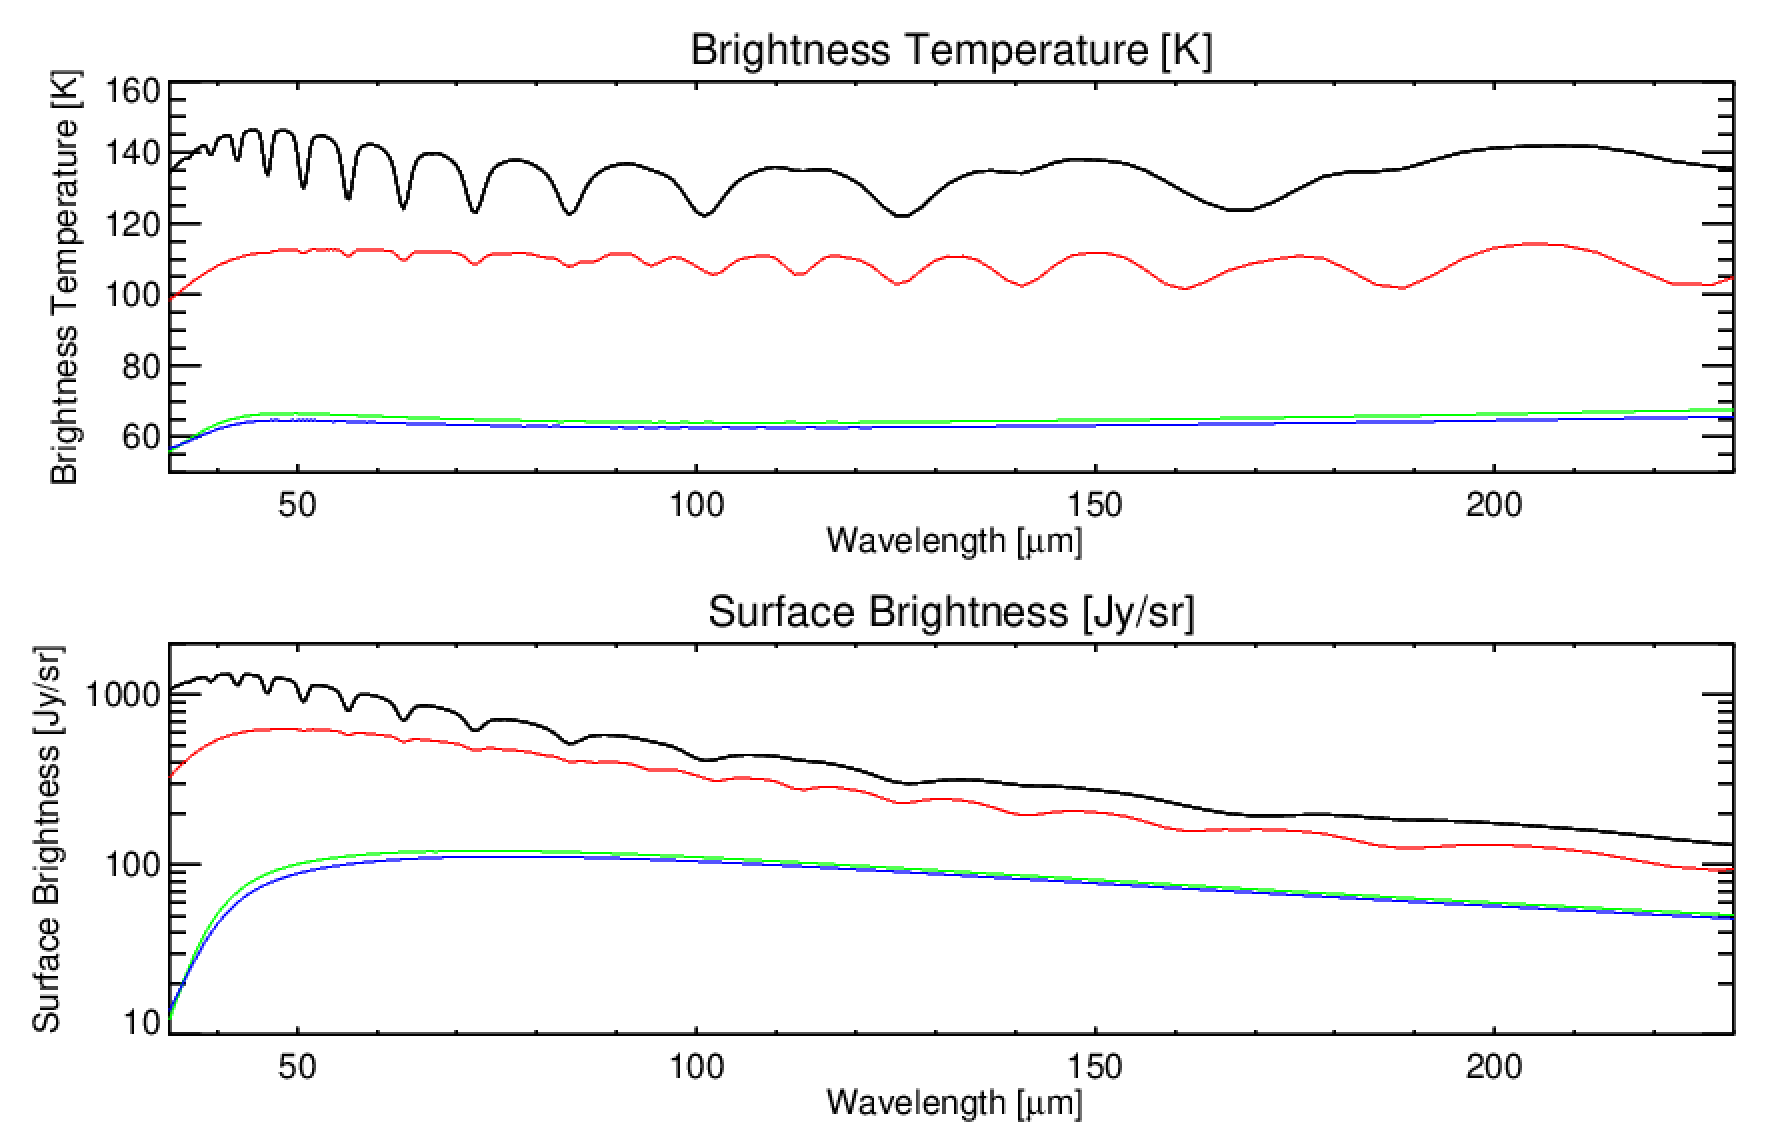 Brightness Temperature [K]
Brightness Temperature [K]
160
140
120
100
80
60
50 100 150 200
Wavelength [μm]
Surface Brightness [Jy/sr]
Surface Brightness [Jy/sr]
1000
100
10
50 100 150 200
Wavelength [μm]